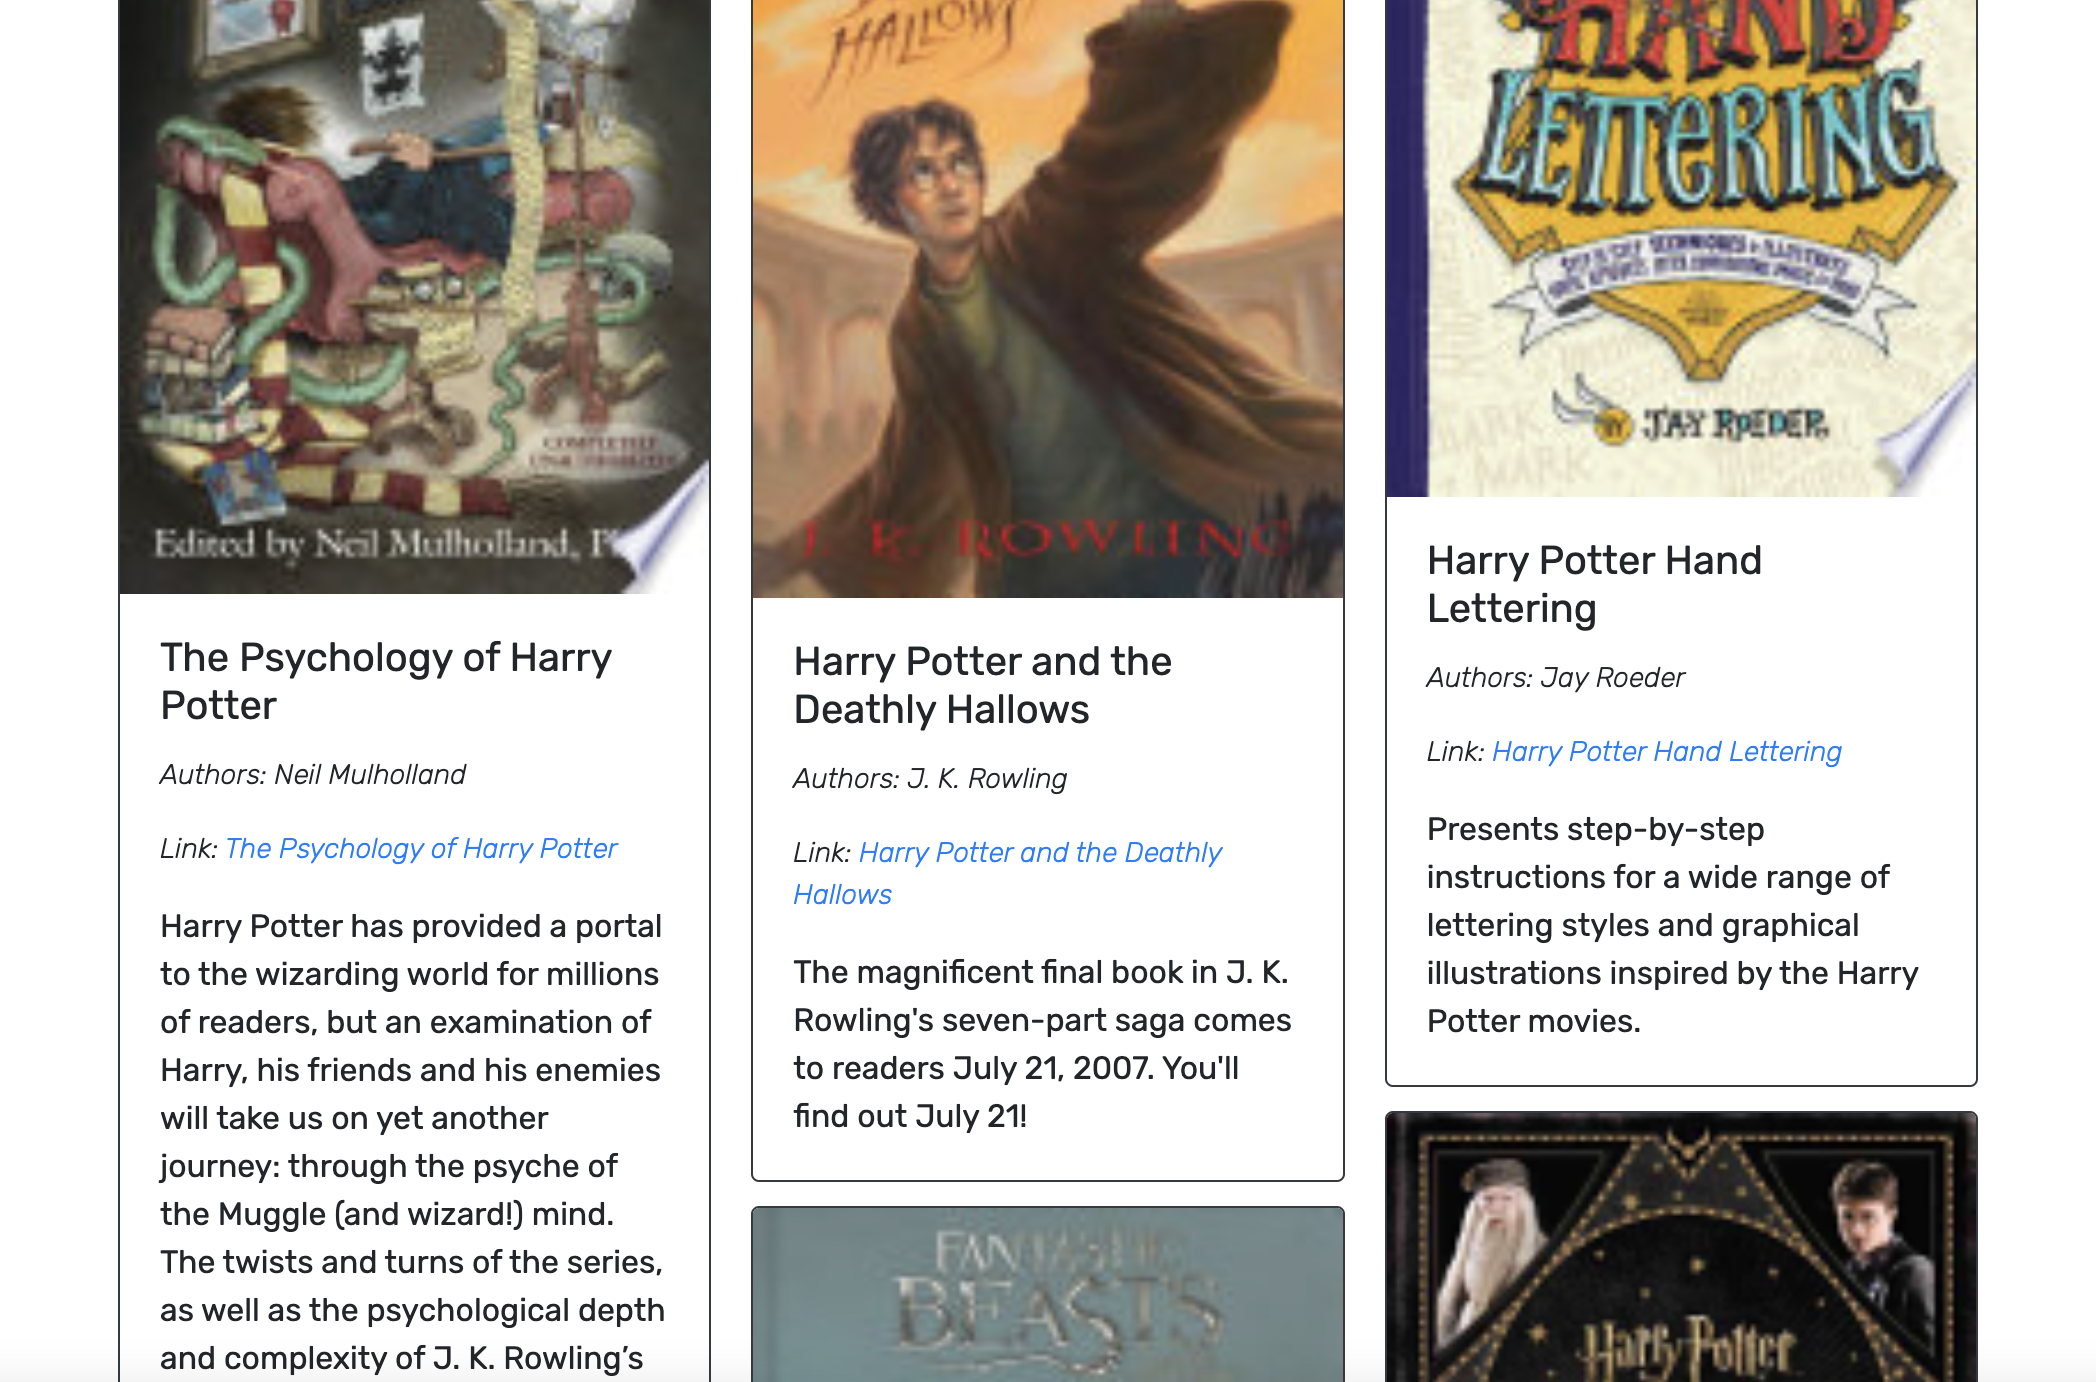 Edited by Neil Mulholland,
The Psychology of Harry
Potter
Authors: Neil Mulholland
Link: The Psychology of Harry Potter
Harry Potter has provided a portal
to the wizarding world for millions
of readers, but an examination of
Harry, his friends and his enemies
will take us on yet another
journey: through the psyche of
the Muggle (and wizard!) mind.
The twists and turns of the series,
as well as the psychological depth
and complexity of J. K. Rowling’s
HALLOWS
J. K. ROWLING
Harry Potter and the
Deathly Hallows
Authors: J. K. Rowling
Link: Harry Potter and the Deathly
Hallows
The magnificent final book in J. K.
Rowling's seven-part saga comes
to readers July 21, 2007. You'll
find out July 21!
FANTASTIC
BEASTS
HAND
LETTERING
BY JAY ROEDER
Harry Potter Hand
Lettering
Authors: Jay Roeder
Link: Harry Potter Hand Lettering
Presents step-by-step
instructions for a wide range of
lettering styles and graphical
illustrations inspired by the Harry
Potter movies.
Harry Potter